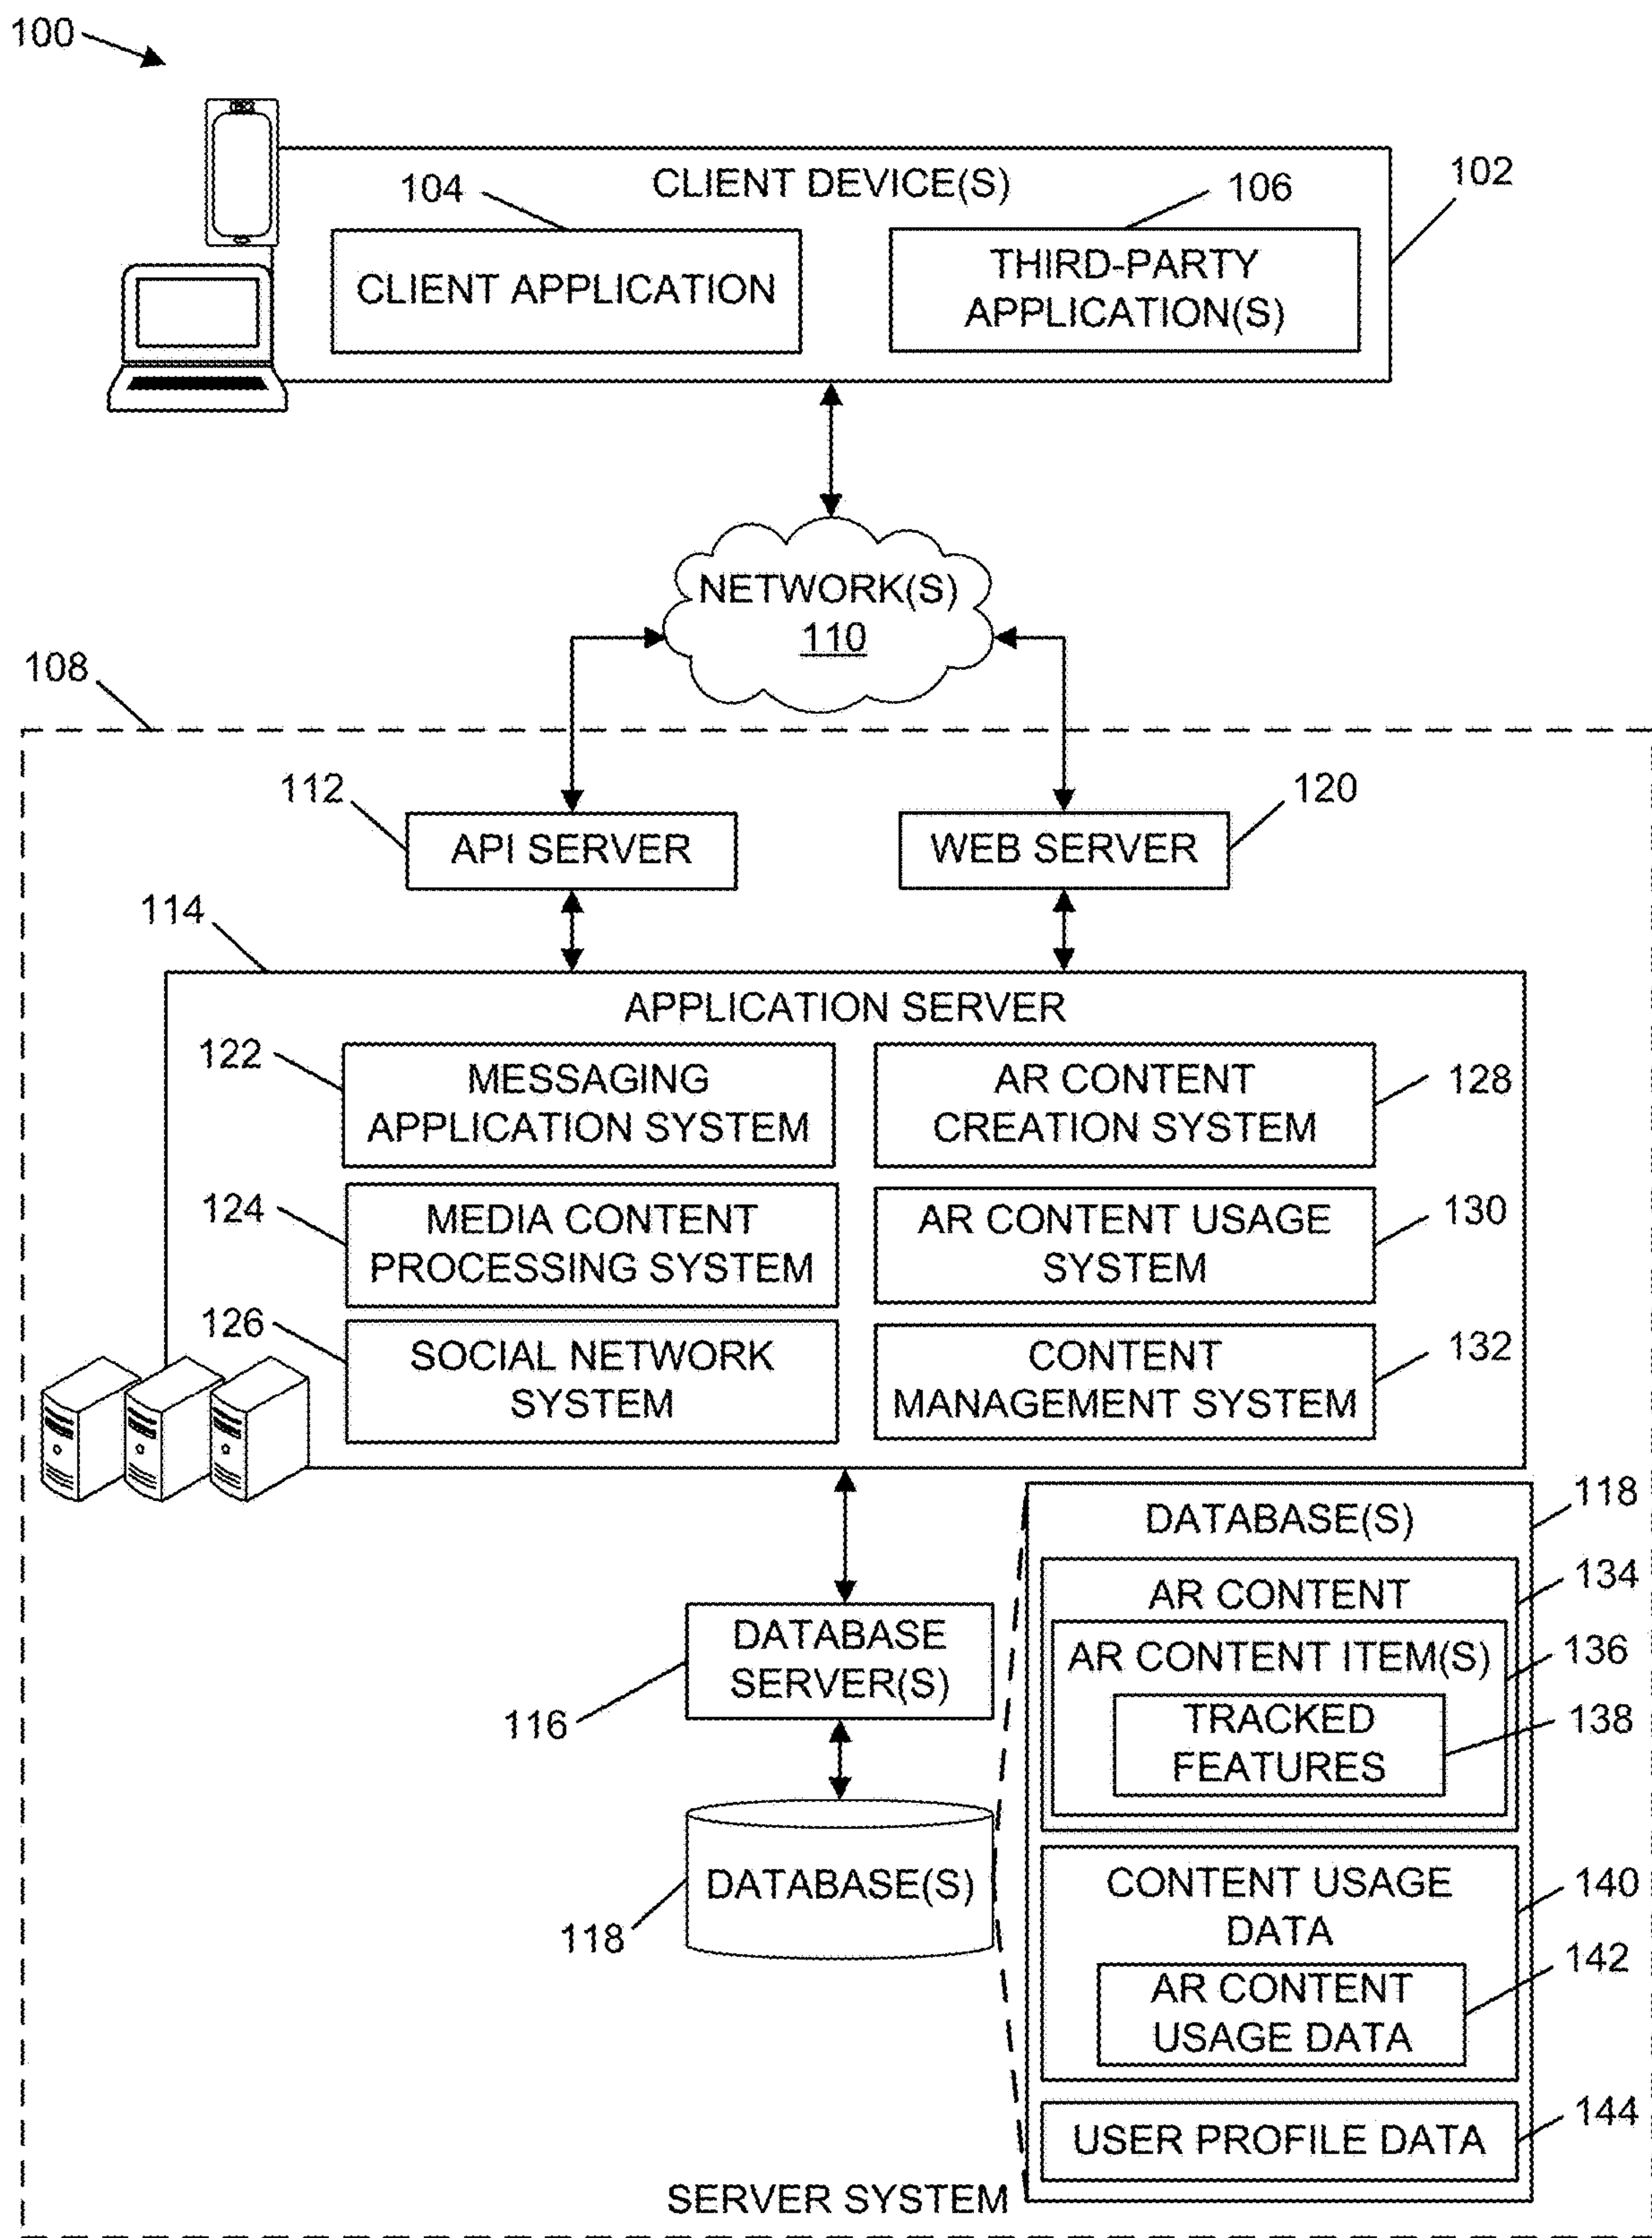 100
CLIENT DEVICE(S)
102
104
106
CLIENT APPLICATION
THIRD-PARTY
APPLICATION(S)
NETWORK(S)
110
108
112
API SERVER
120
WEB SERVER
114
APPLICATION SERVER
122
MESSAGING
APPLICATION SYSTEM
AR CONTENT
CREATION SYSTEM
128
124
MEDIA CONTENT
PROCESSING SYSTEM
AR CONTENT USAGE
SYSTEM
130
126
SOCIAL NETWORK
SYSTEM
CONTENT
MANAGEMENT SYSTEM
132
DATABASE
SERVER(S)
116
DATABASE(S)
118
DATABASE(S)
118
AR CONTENT
134
AR CONTENT ITEM(S)
136
TRACKED
FEATURES
138
CONTENT USAGE
DATA
140
AR CONTENT
USAGE DATA
142
USER PROFILE DATA
144
SERVER SYSTEM